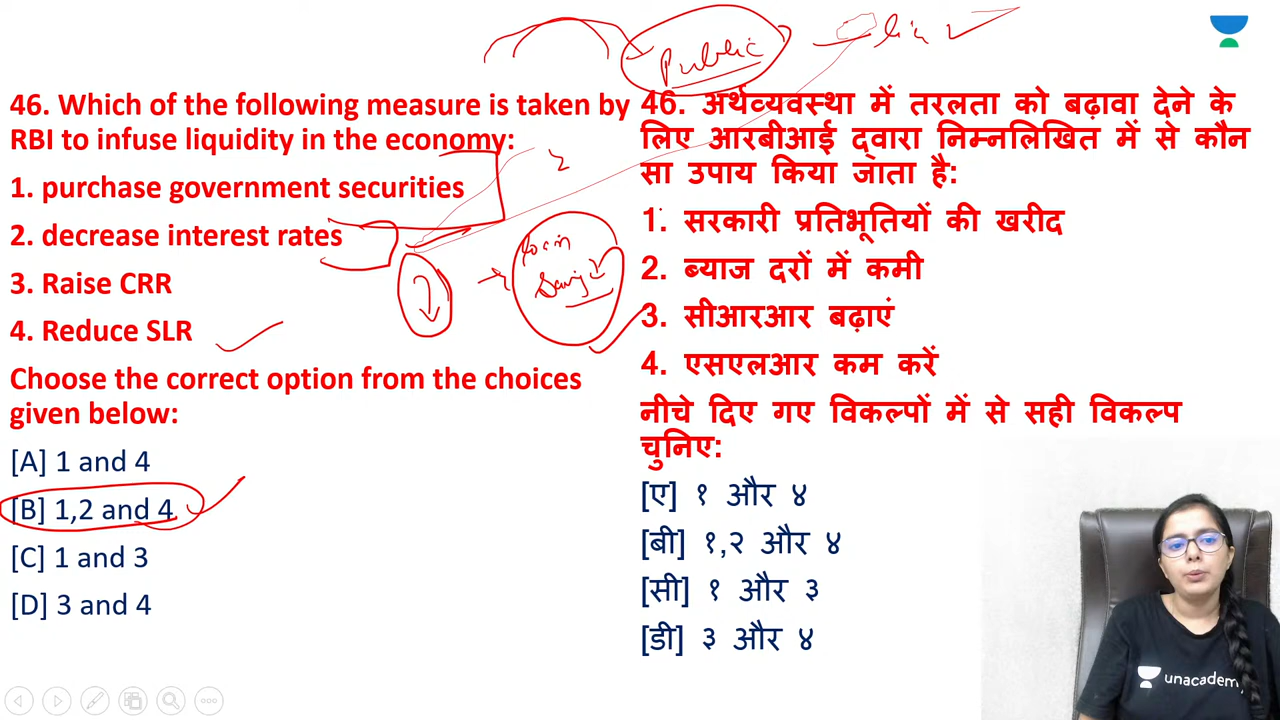 Public
46. Which of the following measure is taken by
RBI to infuse liquidity in the economy:
1. purchase government securities
2. decrease interest rates
3. Raise CRR
4. Reduce SLR
Choose the correct option from the choices
given below:
[A] 1 and 4
[B] 1,2 and 4
[C] 1 and 3
[D] 3 and 4
46. अर्थव्यवस्था में तरलता को बढ़ावा देने के
लिए आरबीआई द्वारा निम्नलिखित में से कौन
सा उपाय किया जाता है:
1. सरकारी प्रतिभूतियों की खरीद
2. ब्याज दरों में कमी
3. सीआरआर बढ़ाएं
4. एसएलआर कम करें
नीचे दिए गए विकल्पों में से सही विकल्प
चुनिए:
[ए] १ और ४
[बी] १,२ और ४
[सी] १ और ३
[डी] ३ और ४
unacademy